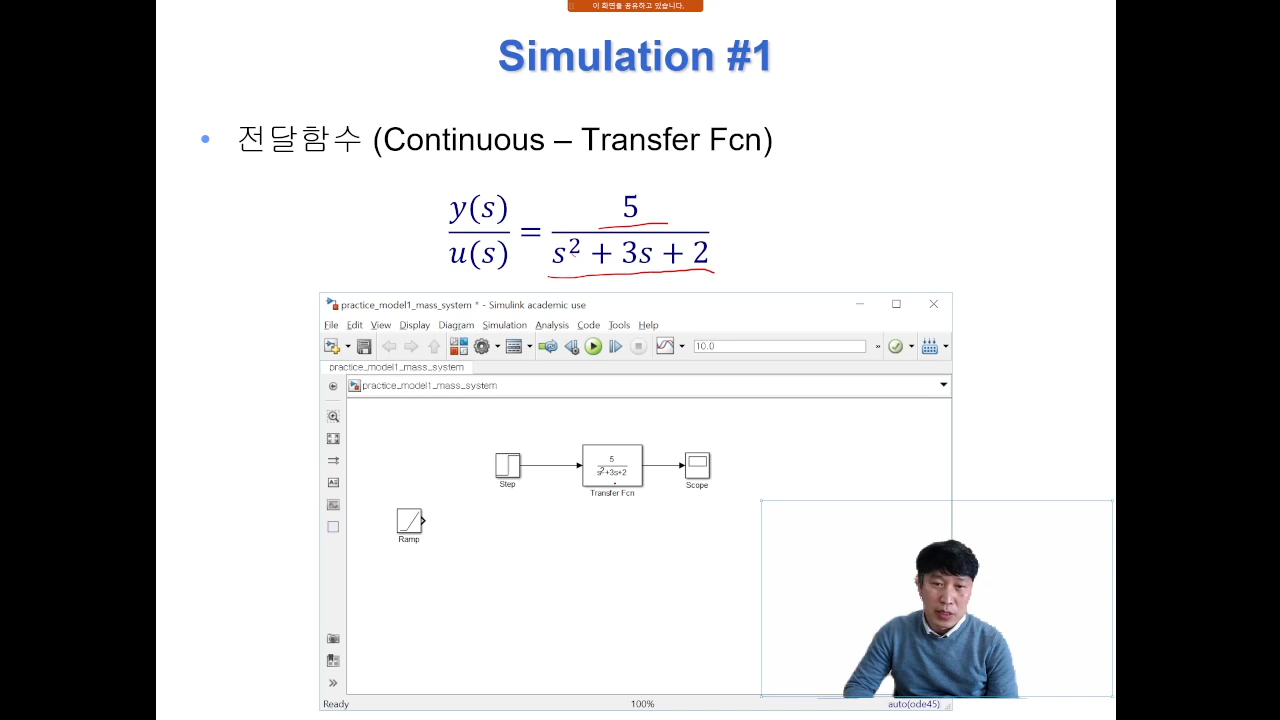 이 화면을 공유하고 있습니다.
Simulation #1
• 전달함수 (Continuous – Transfer Fcn)
y(s)/u(s) = 5/(s² + 3s + 2)
practice_model1_mass_system * - Simulink academic use
File Edit View Display Diagram Simulation Analysis Code Tools Help
10.0 »
practice_model1_mass_system
practice_model1_mass_system
5
s²+3s+2
Step
Transfer Fcn
Scope
Ramp
Ready 100% auto(ode45)